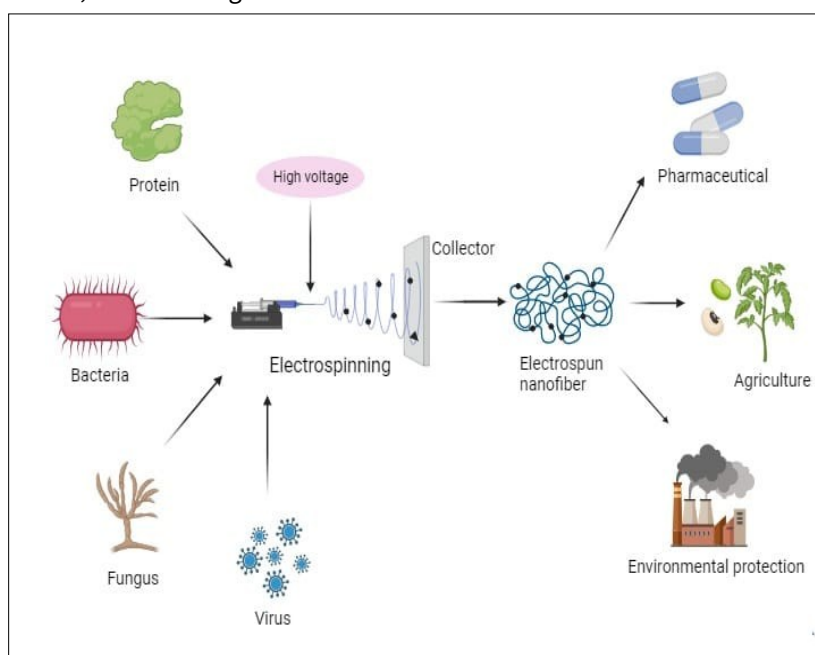 Protein
High voltage
Pharmaceutical
Collector
Bacteria
Electrospinning
Electrospun
nanofiber
Agriculture
Fungus
Virus
Environmental protection